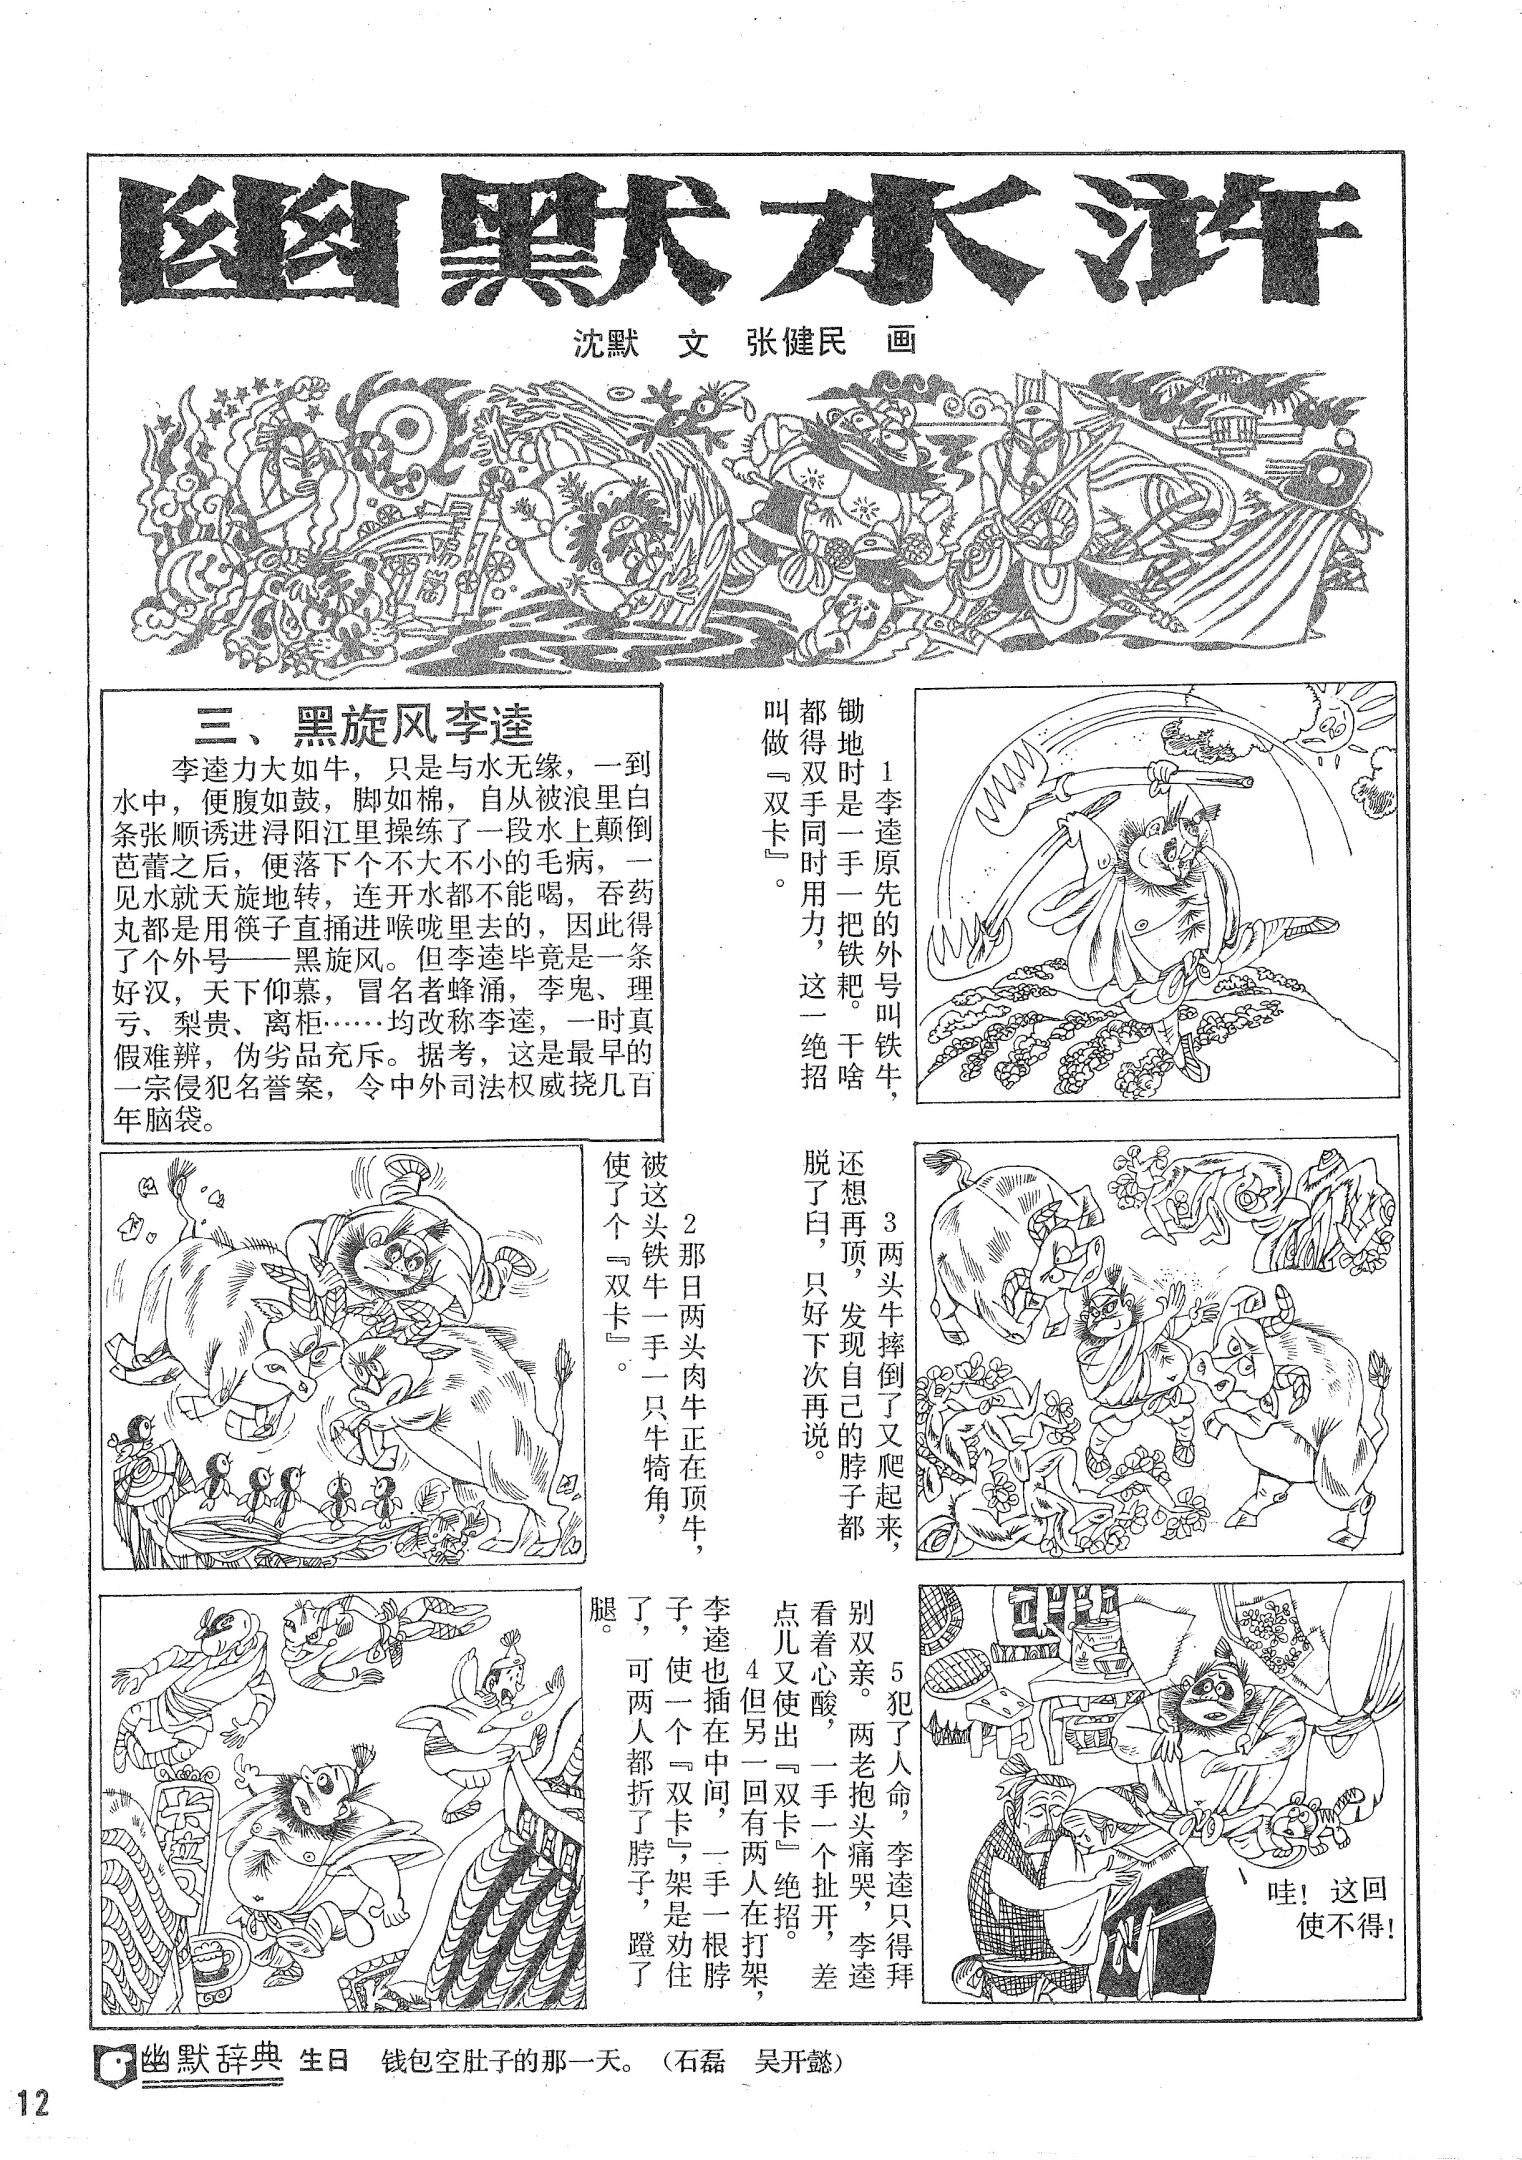 幽默水浒
沈默 文 张健民 画
三、黑旋风李逵
李逵力大如牛，只是与水无缘，一到
水中，便腹如鼓，脚如棉，自从被浪里白
条张顺诱进浔阳江里操练了一段水上颠倒
芭蕾之后，便落下个不大不小的毛病，一
见水就天旋地转，连开水都不能喝，吞药
丸都是用筷子直捅进喉咙里去的，因此得
了个外号——黑旋风。但李逵毕竟是一条
好汉，天下仰慕，冒名者蜂涌，李鬼、理
亏、梨贵、离柜……均改称李逵，一时真
假难辨，伪劣品充斥。据考，这是最早的
一宗侵犯名誉案，令中外司法权威挠几百
年脑袋。
1李逵原先的外号叫铁牛，
锄地时是一手一把铁耙。干啥
都得双手同时用力，这一绝招
叫做『双卡』。
2那日两头肉牛正在顶牛，
被这头铁牛一手一只牛犄角，
使了个『双卡』。
3两头牛摔倒了又爬起来，
还想再顶，发现自己的脖子都
脱了臼，只好下次再说。
4但另一回有两人在打架，
李逵也插在中间，一手一根脖
子，使一个『双卡』，架是劝住
了，可两人都折了脖子，蹬了
腿。
卡拉
5犯了人命，李逵只得拜
别双亲。两老抱头痛哭，李逵
看着心酸，一手一个扯开，差
点儿又使出『双卡』绝招。
哇！这回
使不得！
幽默辞典 生日 钱包空肚子的那一天。（石磊 吴开懿）
12